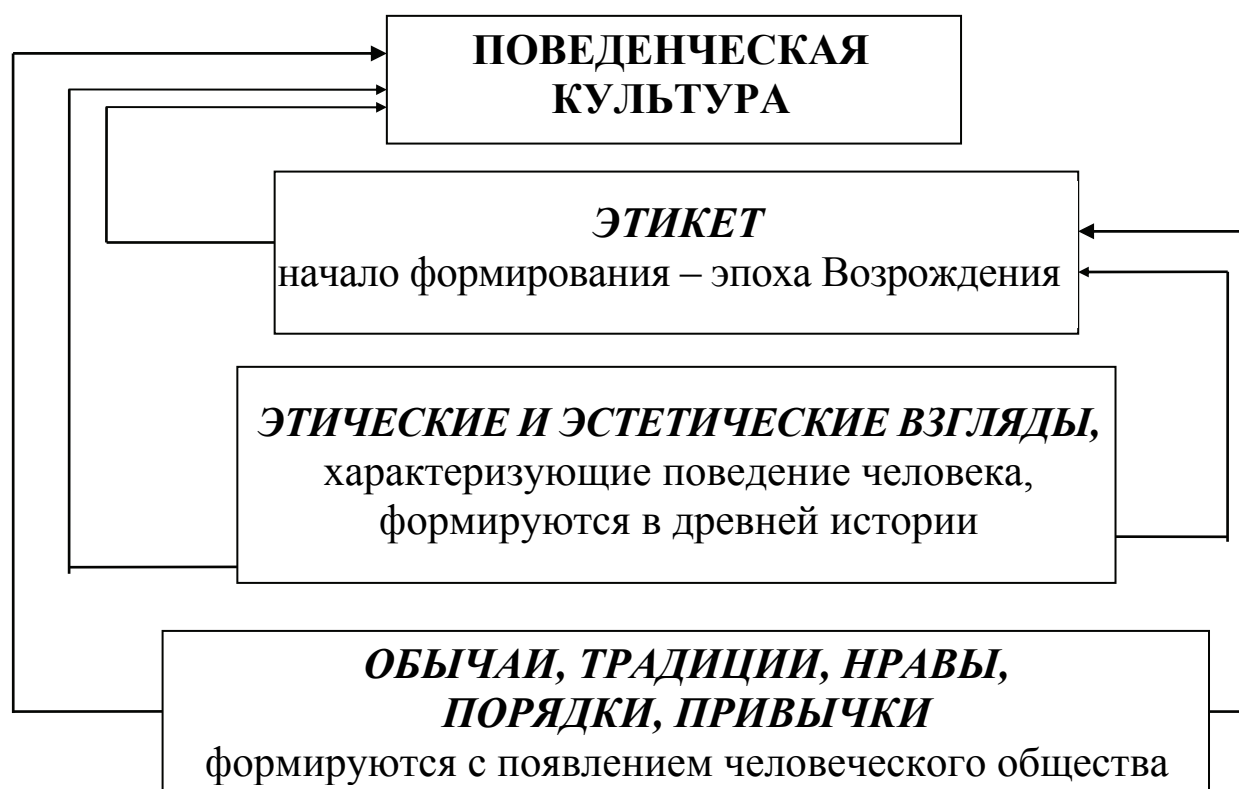 ПОВЕДЕНЧЕСКАЯ
КУЛЬТУРА
ЭТИКЕТ
начало формирования – эпоха Возрождения
ЭТИЧЕСКИЕ И ЭСТЕТИЧЕСКИЕ ВЗГЛЯДЫ,
характеризующие поведение человека,
формируются в древней истории
ОБЫЧАИ, ТРАДИЦИИ, НРАВЫ,
ПОРЯДКИ, ПРИВЫЧКИ
формируются с появлением человеческого общества